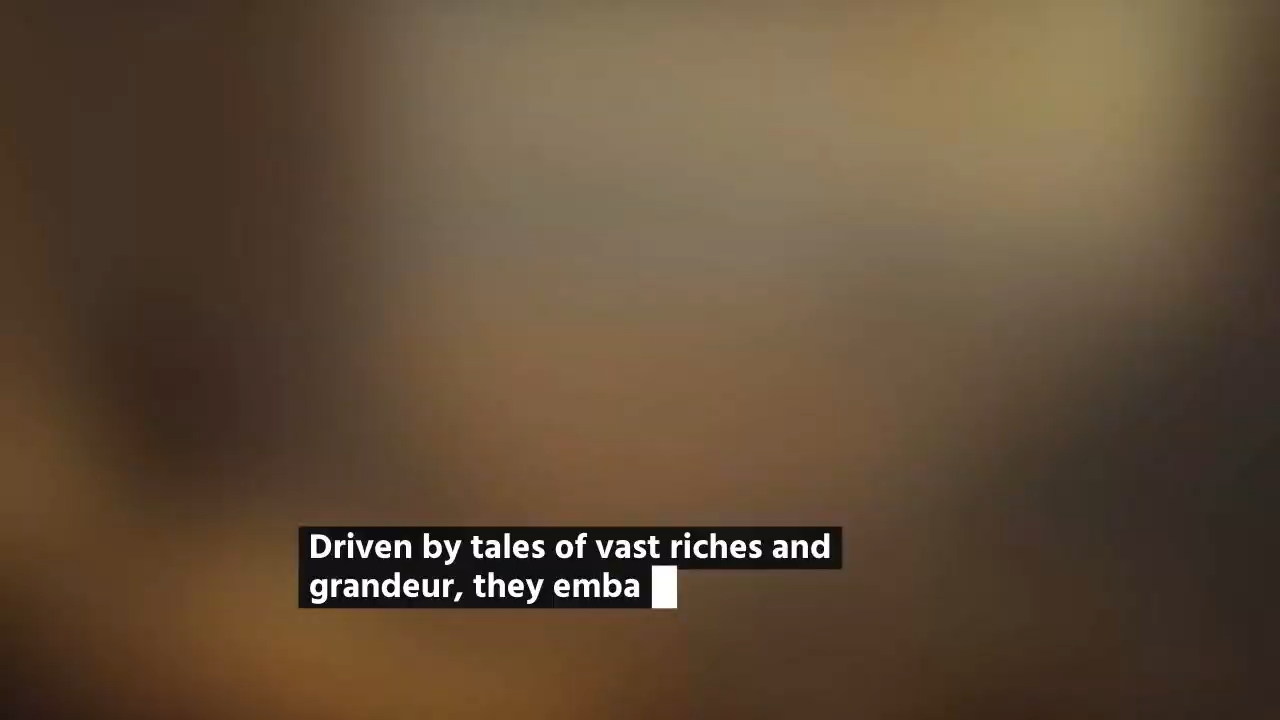 Driven by tales of vast riches and
grandeur, they emba